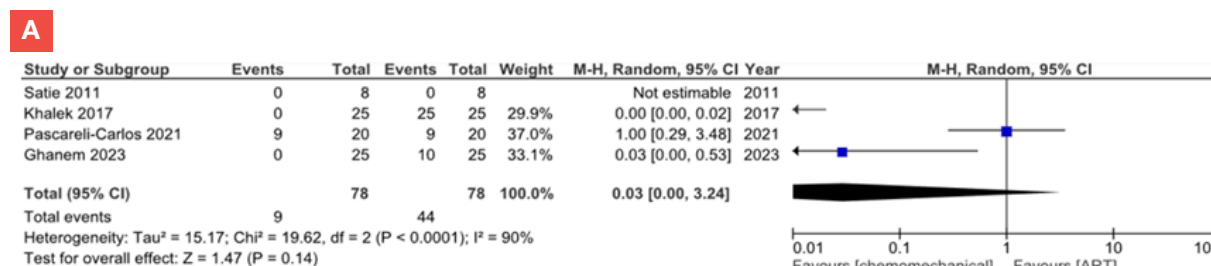 A
Study or Subgroup Events Total Events Total Weight M-H, Random, 95% CI Year M-H, Random, 95% CI
Satie 2011 0 8 0 8 Not estimable 2011
Khalek 2017 0 25 25 25 29.9% 0.00 [0.00, 0.02] 2017
Pascareli-Carlos 2021 9 20 9 20 37.0% 1.00 [0.29, 3.48] 2021
Ghanem 2023 0 25 10 25 33.1% 0.03 [0.00, 0.53] 2023
Total (95% CI) 78 78 100.0% 0.03 [0.00, 3.24]
Total events 9 44
Heterogeneity: Tau² = 15.17; Chi² = 19.62, df = 2 (P < 0.0001); I² = 90%
Test for overall effect: Z = 1.47 (P = 0.14)
0.01 0.1 1 10 10
Favours [chemomechanical] Favours [ART]